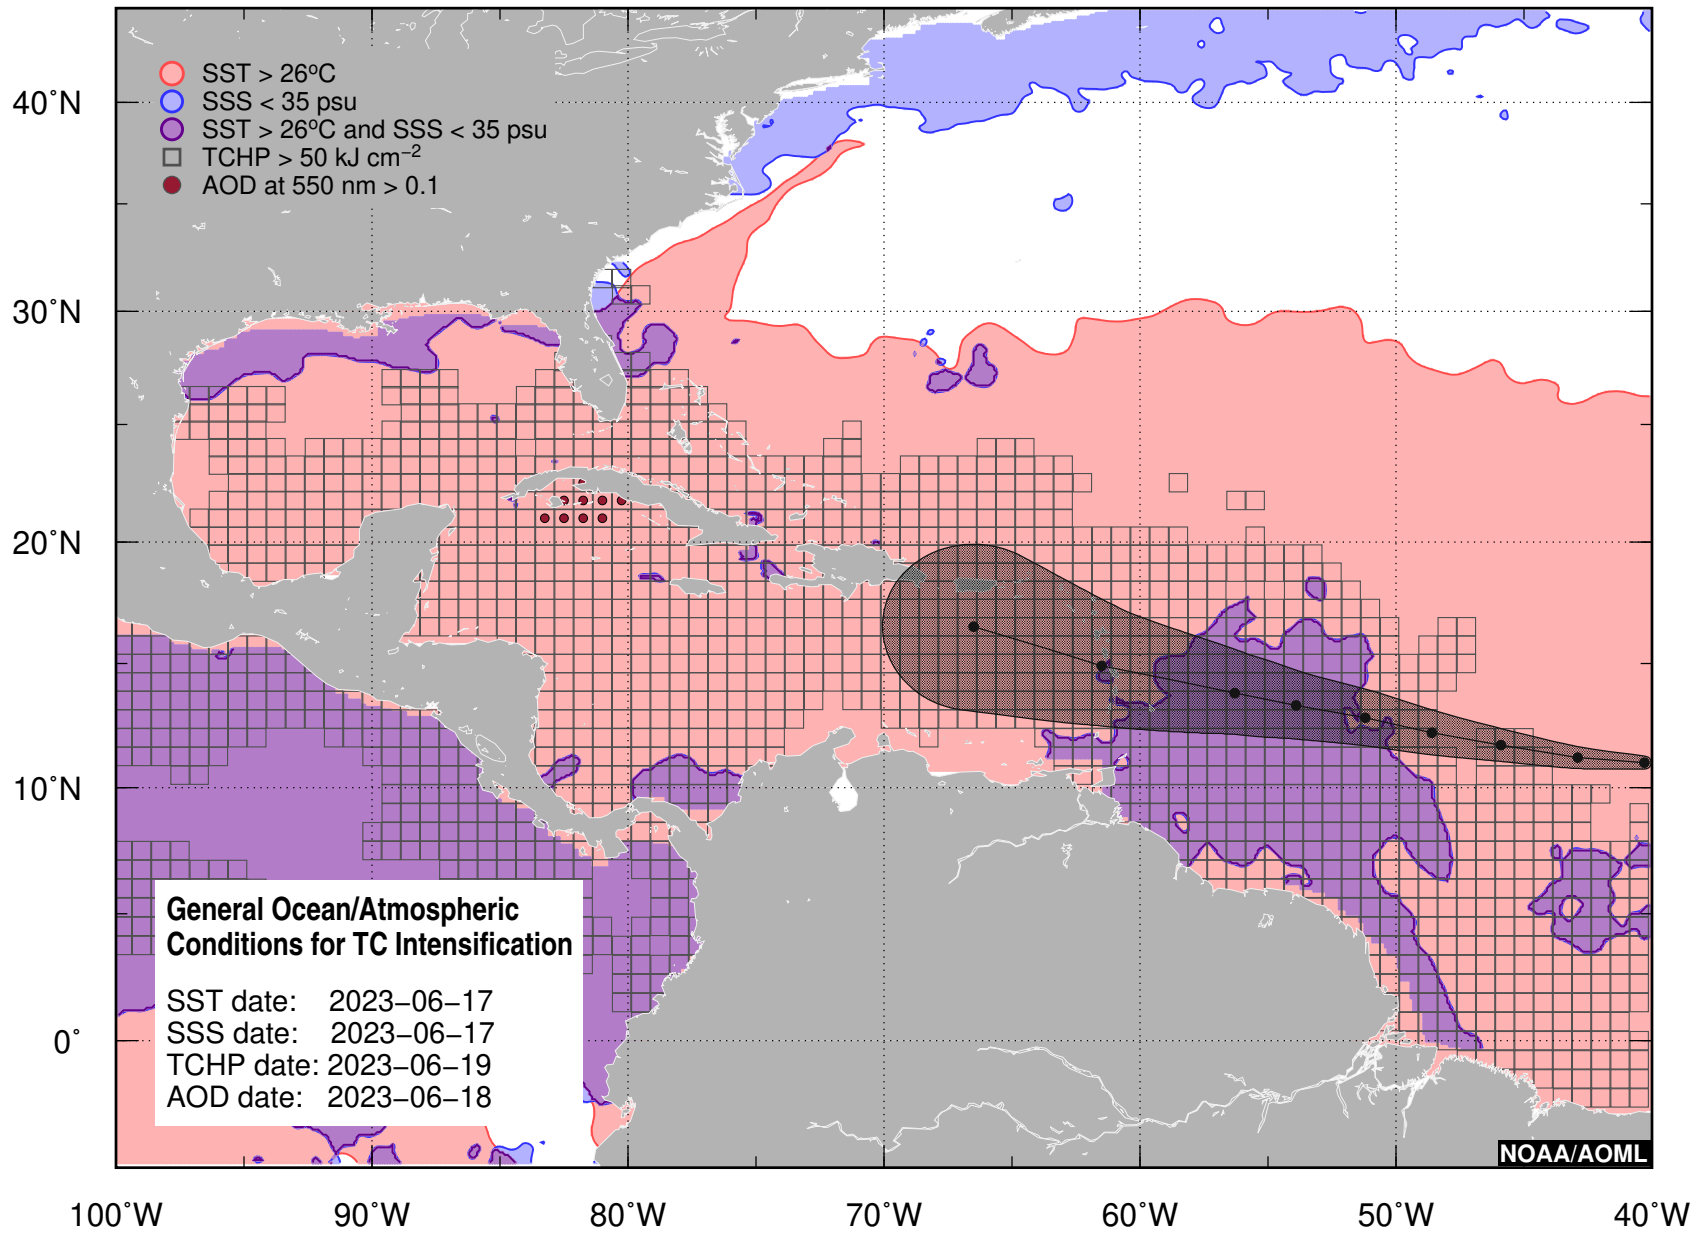 SST > 26ºC
SSS < 35 psu
SST > 26ºC and SSS < 35 psu
TCHP > 50 kJ cm⁻²
AOD at 550 nm > 0.1
40˚N
30˚N
20˚N
10˚N
0˚
General Ocean/Atmospheric
Conditions for TC Intensification
SST date: 2023−06−17
SSS date: 2023−06−17
TCHP date: 2023−06−19
AOD date: 2023−06−18
NOAA/AOML
100˚W 90˚W 80˚W 70˚W 60˚W 50˚W 40˚W